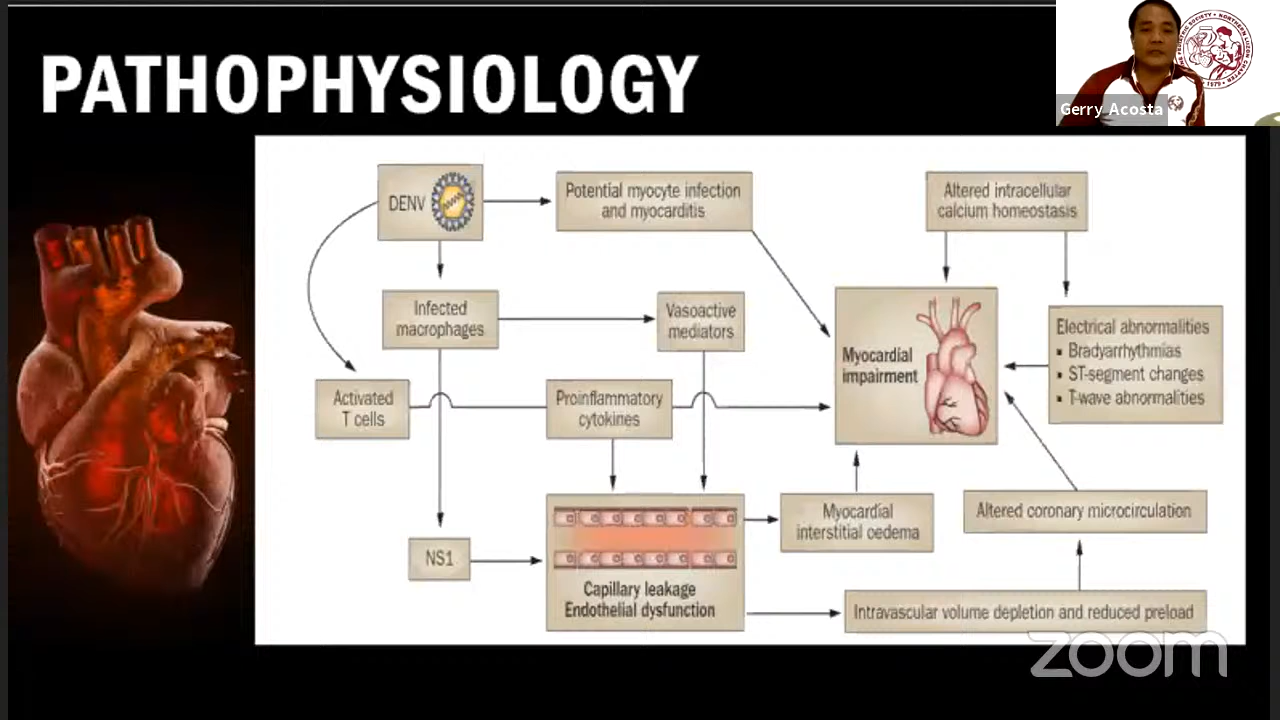 PATHOPHYSIOLOGY
Gerry Acosta
DENV
Potential myocyte infection
and myocarditis
Altered intracellular
calcium homeostasis
Infected
macrophages
Vasoactive
mediators
Myocardial
impairment
Electrical abnormalities
▪ Bradyarrhythmias
▪ ST-segment changes
▪ T-wave abnormalities
Activated
T cells
Proinflammatory
cytokines
Myocardial
interstitial oedema
Altered coronary microcirculation
NS1
Capillary leakage
Endothelial dysfunction
Intravascular volume depletion and reduced preload
zoom